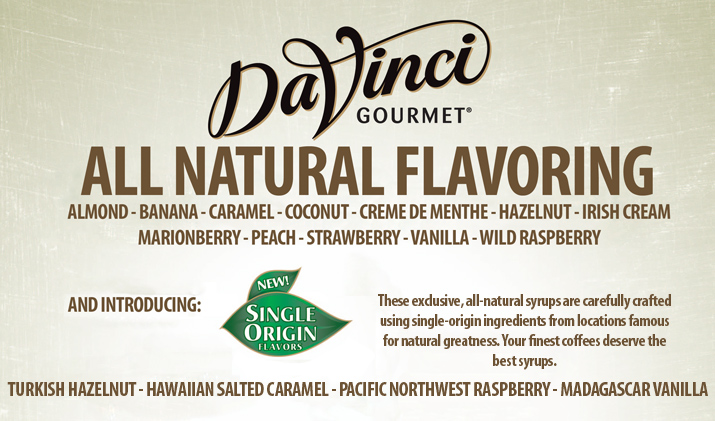 DaVinci
GOURMET®
ALL NATURAL FLAVORING
ALMOND - BANANA - CARAMEL - COCONUT - CREME DE MENTHE - HAZELNUT - IRISH CREAM
MARIONBERRY - PEACH - STRAWBERRY - VANILLA - WILD RASPBERRY
AND INTRODUCING:
NEW!
SINGLE
ORIGIN
FLAVORS
These exclusive, all-natural syrups are carefully crafted
using single-origin ingredients from locations famous
for natural greatness. Your finest coffees deserve the
best syrups.
TURKISH HAZELNUT - HAWAIIAN SALTED CARAMEL - PACIFIC NORTHWEST RASPBERRY - MADAGASCAR VANILLA